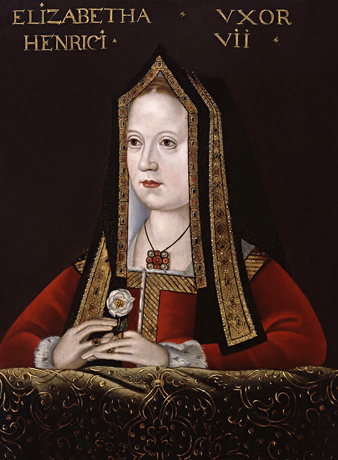 ELIZABETHA VXOR
HENRICI · VII ·